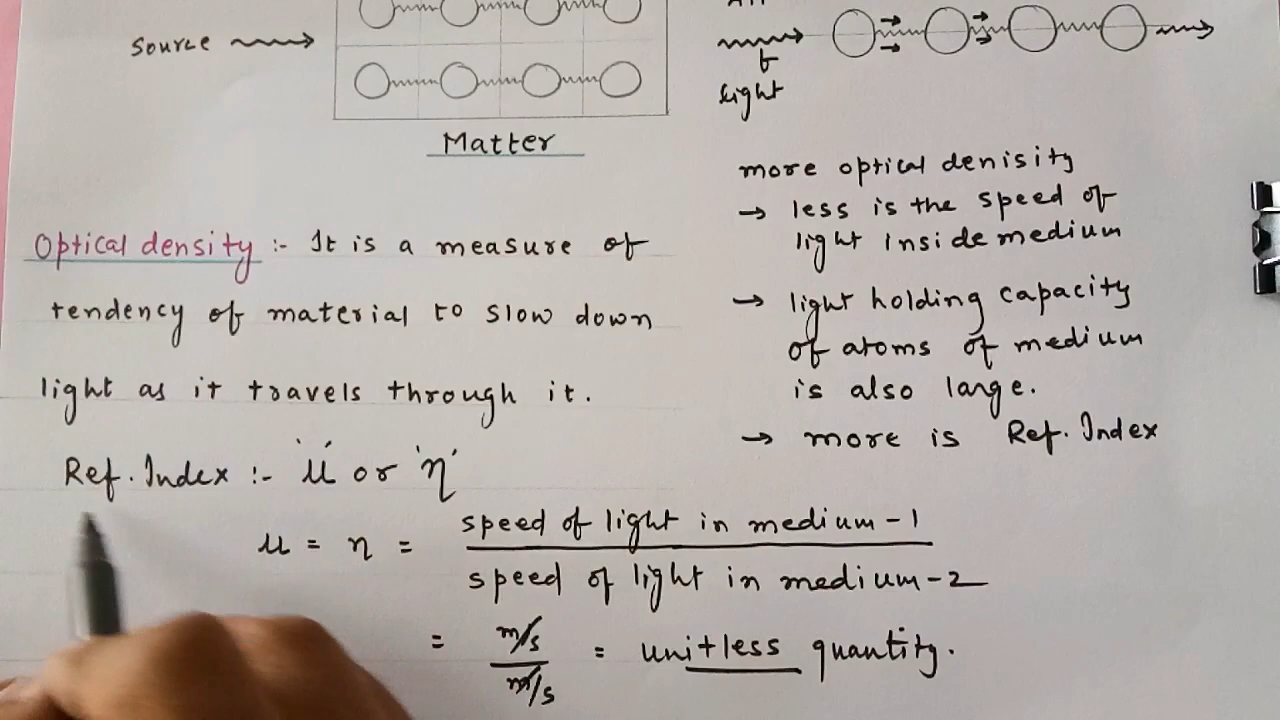 Source
Matter
light
Optical density :- It is a measure of
tendency of material to slow down
light as it travels through it.
more optical denisity
→ less is the speed of
light inside medium
→ light holding capacity
of atoms of medium
is also large.
→ more is Ref. Index
Ref. Index :- 'μ' or 'η'
μ = η = speed of light in medium-1
speed of light in medium-2
= m/s
m/s = unitless quantity.